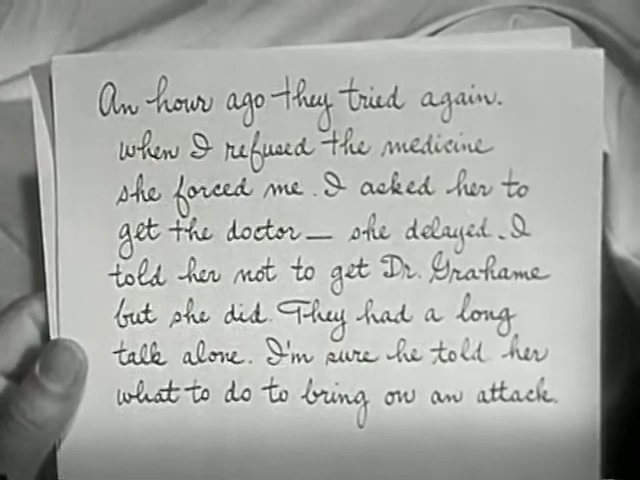 An hour ago they tried again.
when I refused the medicine
she forced me. I asked her to
get the doctor— she delayed. I
told her not to get Dr. Grahame
but she did. They had a long
talk alone. I'm sure he told her
what to do to bring on an attack.